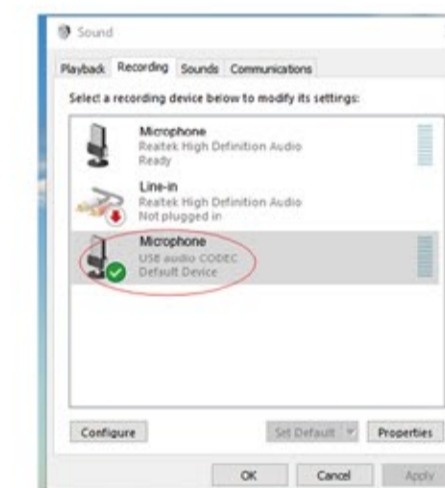 Sound
Playback Recording Sounds Communications
Select a recording device below to modify its settings:
Microphone
Realtek High Definition Audio
Ready
Line-in
Realtek High Definition Audio
Not plugged in
Microphone
USB audio CODEC
Default Device
Configure Set Default Properties
OK Cancel Apply